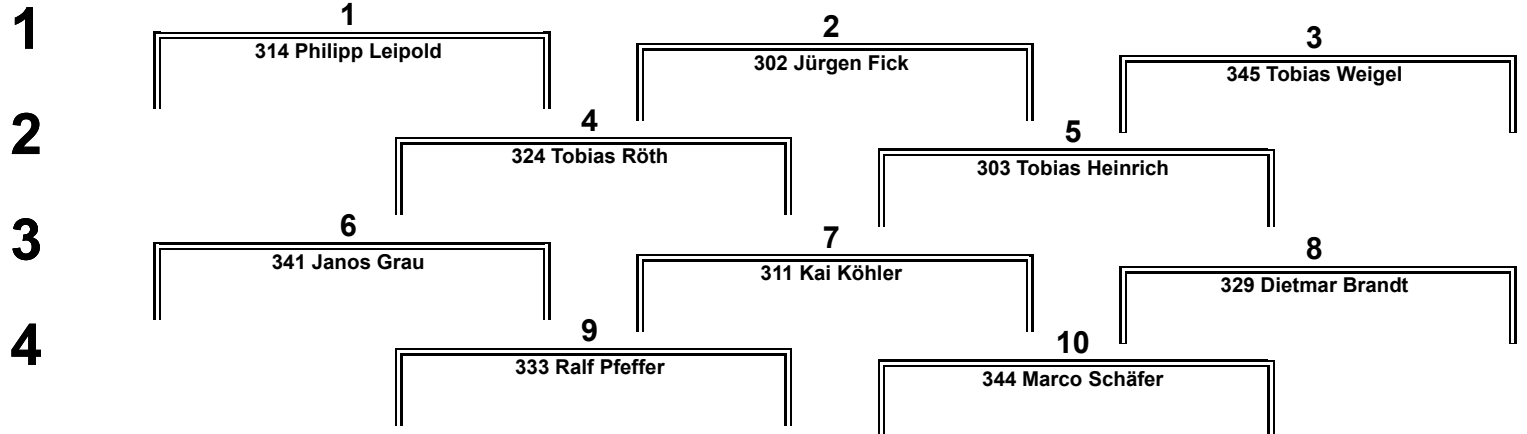 1
1
314 Philipp Leipold
2
302 Jürgen Fick
3
345 Tobias Weigel
2
4
324 Tobias Röth
5
303 Tobias Heinrich
3
6
341 Janos Grau
7
311 Kai Köhler
8
329 Dietmar Brandt
4
9
333 Ralf Pfeffer
10
344 Marco Schäfer